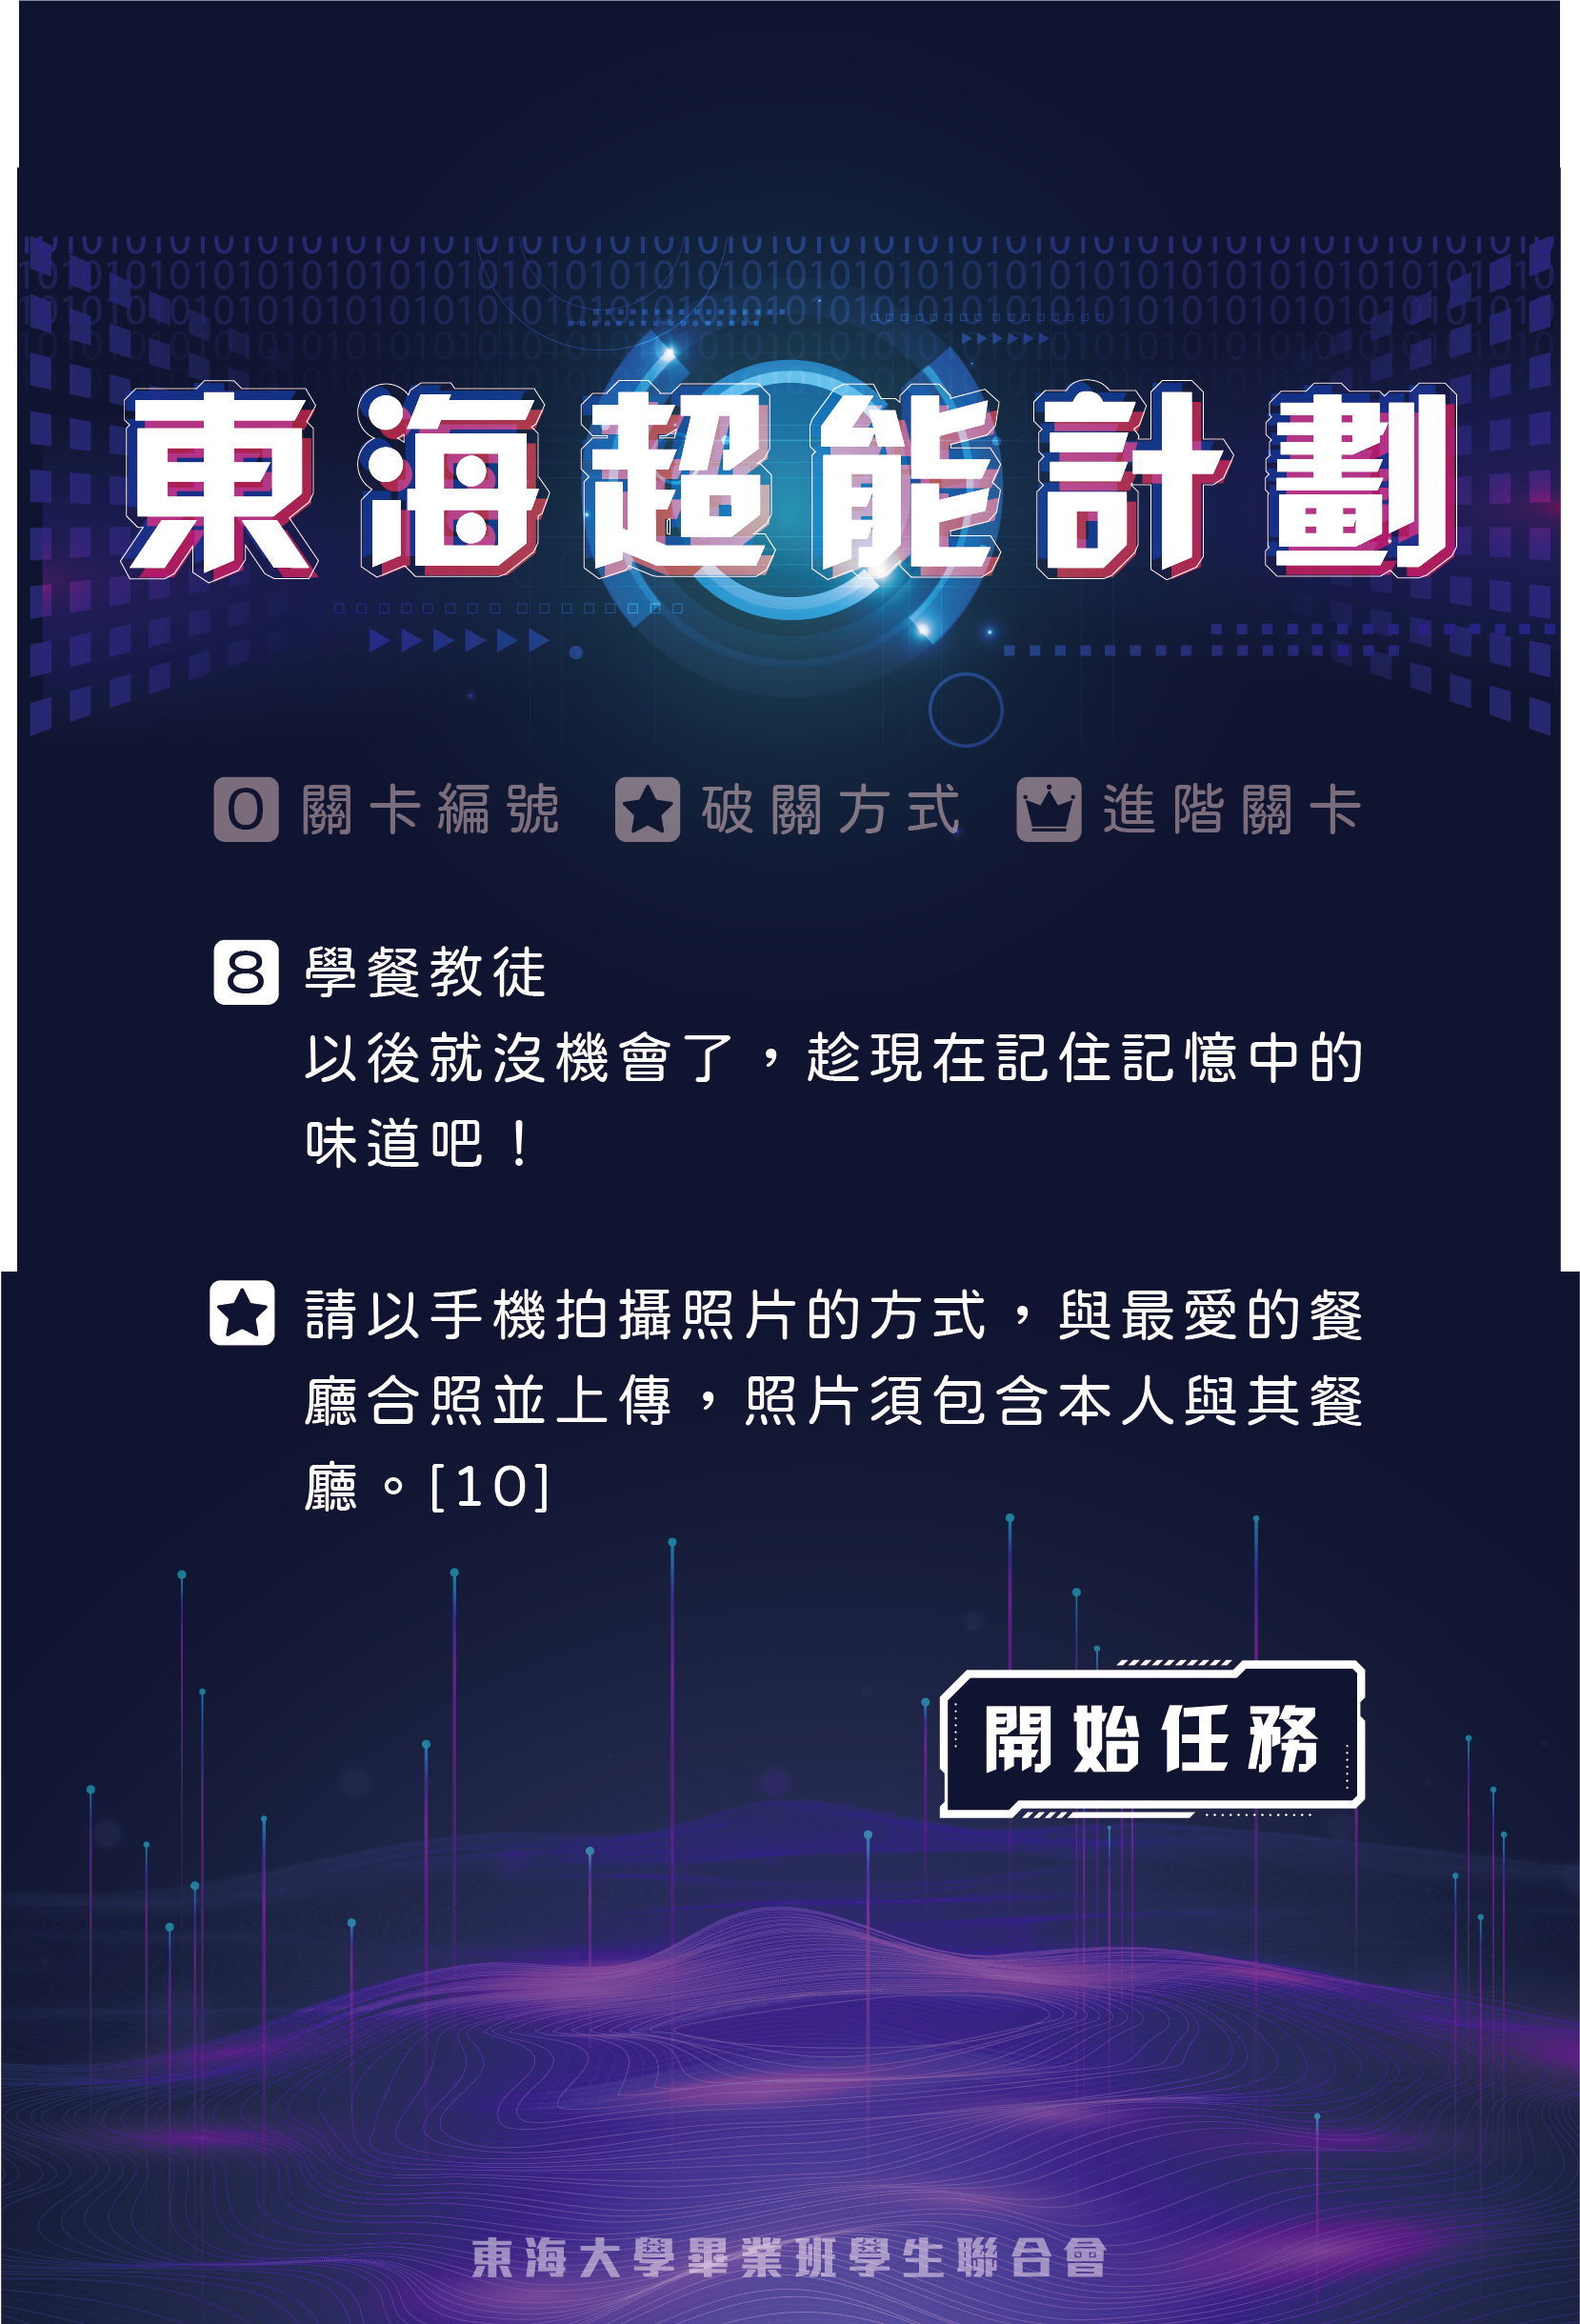 東海超能計劃
0 關卡編號 破關方式 進階關卡
8 學餐教徒
以後就沒機會了，趁現在記住記憶中的
味道吧！
請以手機拍攝照片的方式，與最愛的餐
廳合照並上傳，照片須包含本人與其餐
廳。[10]
開始任務
東海大學畢業班學生聯合會